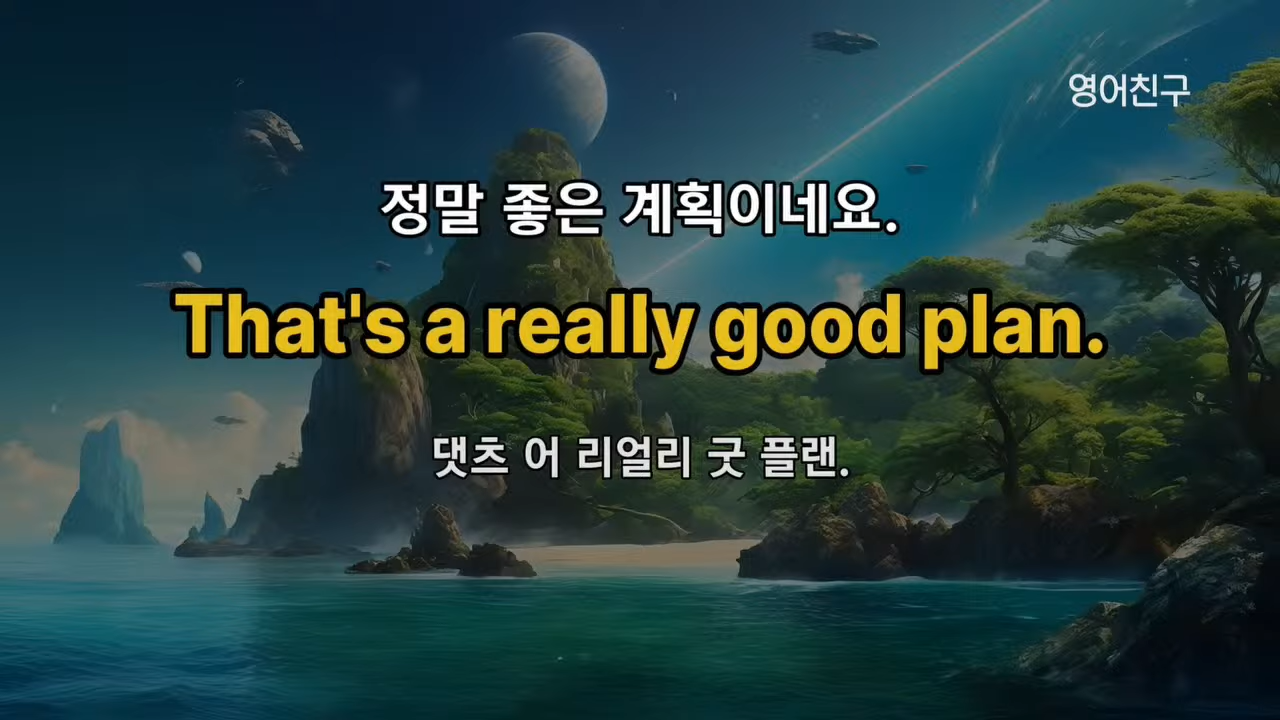 영어친구
정말 좋은 계획이네요.
That's a really good plan.
댓츠 어 리얼리 굿 플랜.